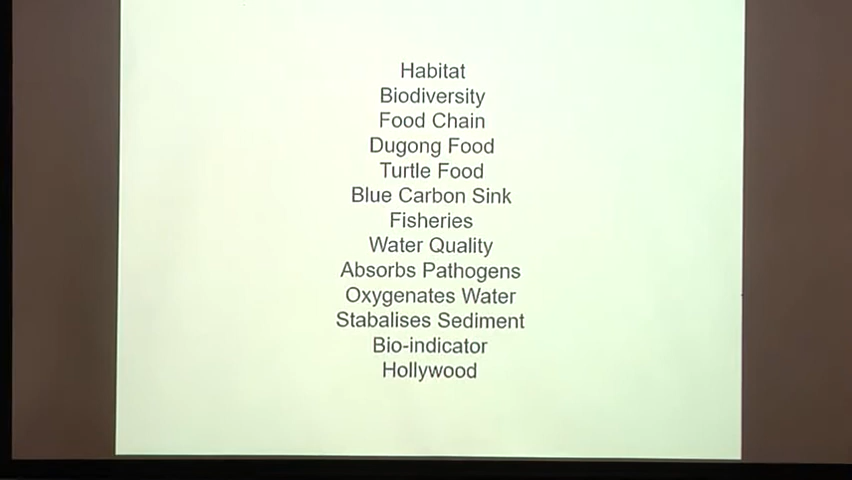 Habitat
Biodiversity
Food Chain
Dugong Food
Turtle Food
Blue Carbon Sink
Fisheries
Water Quality
Absorbs Pathogens
Oxygenates Water
Stabalises Sediment
Bio-indicator
Hollywood